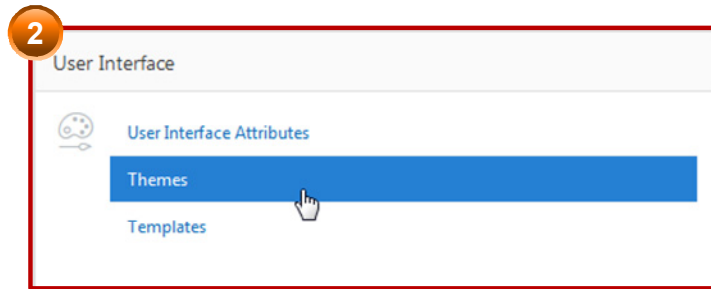 2
User Interface
User Interface Attributes
Themes
Templates